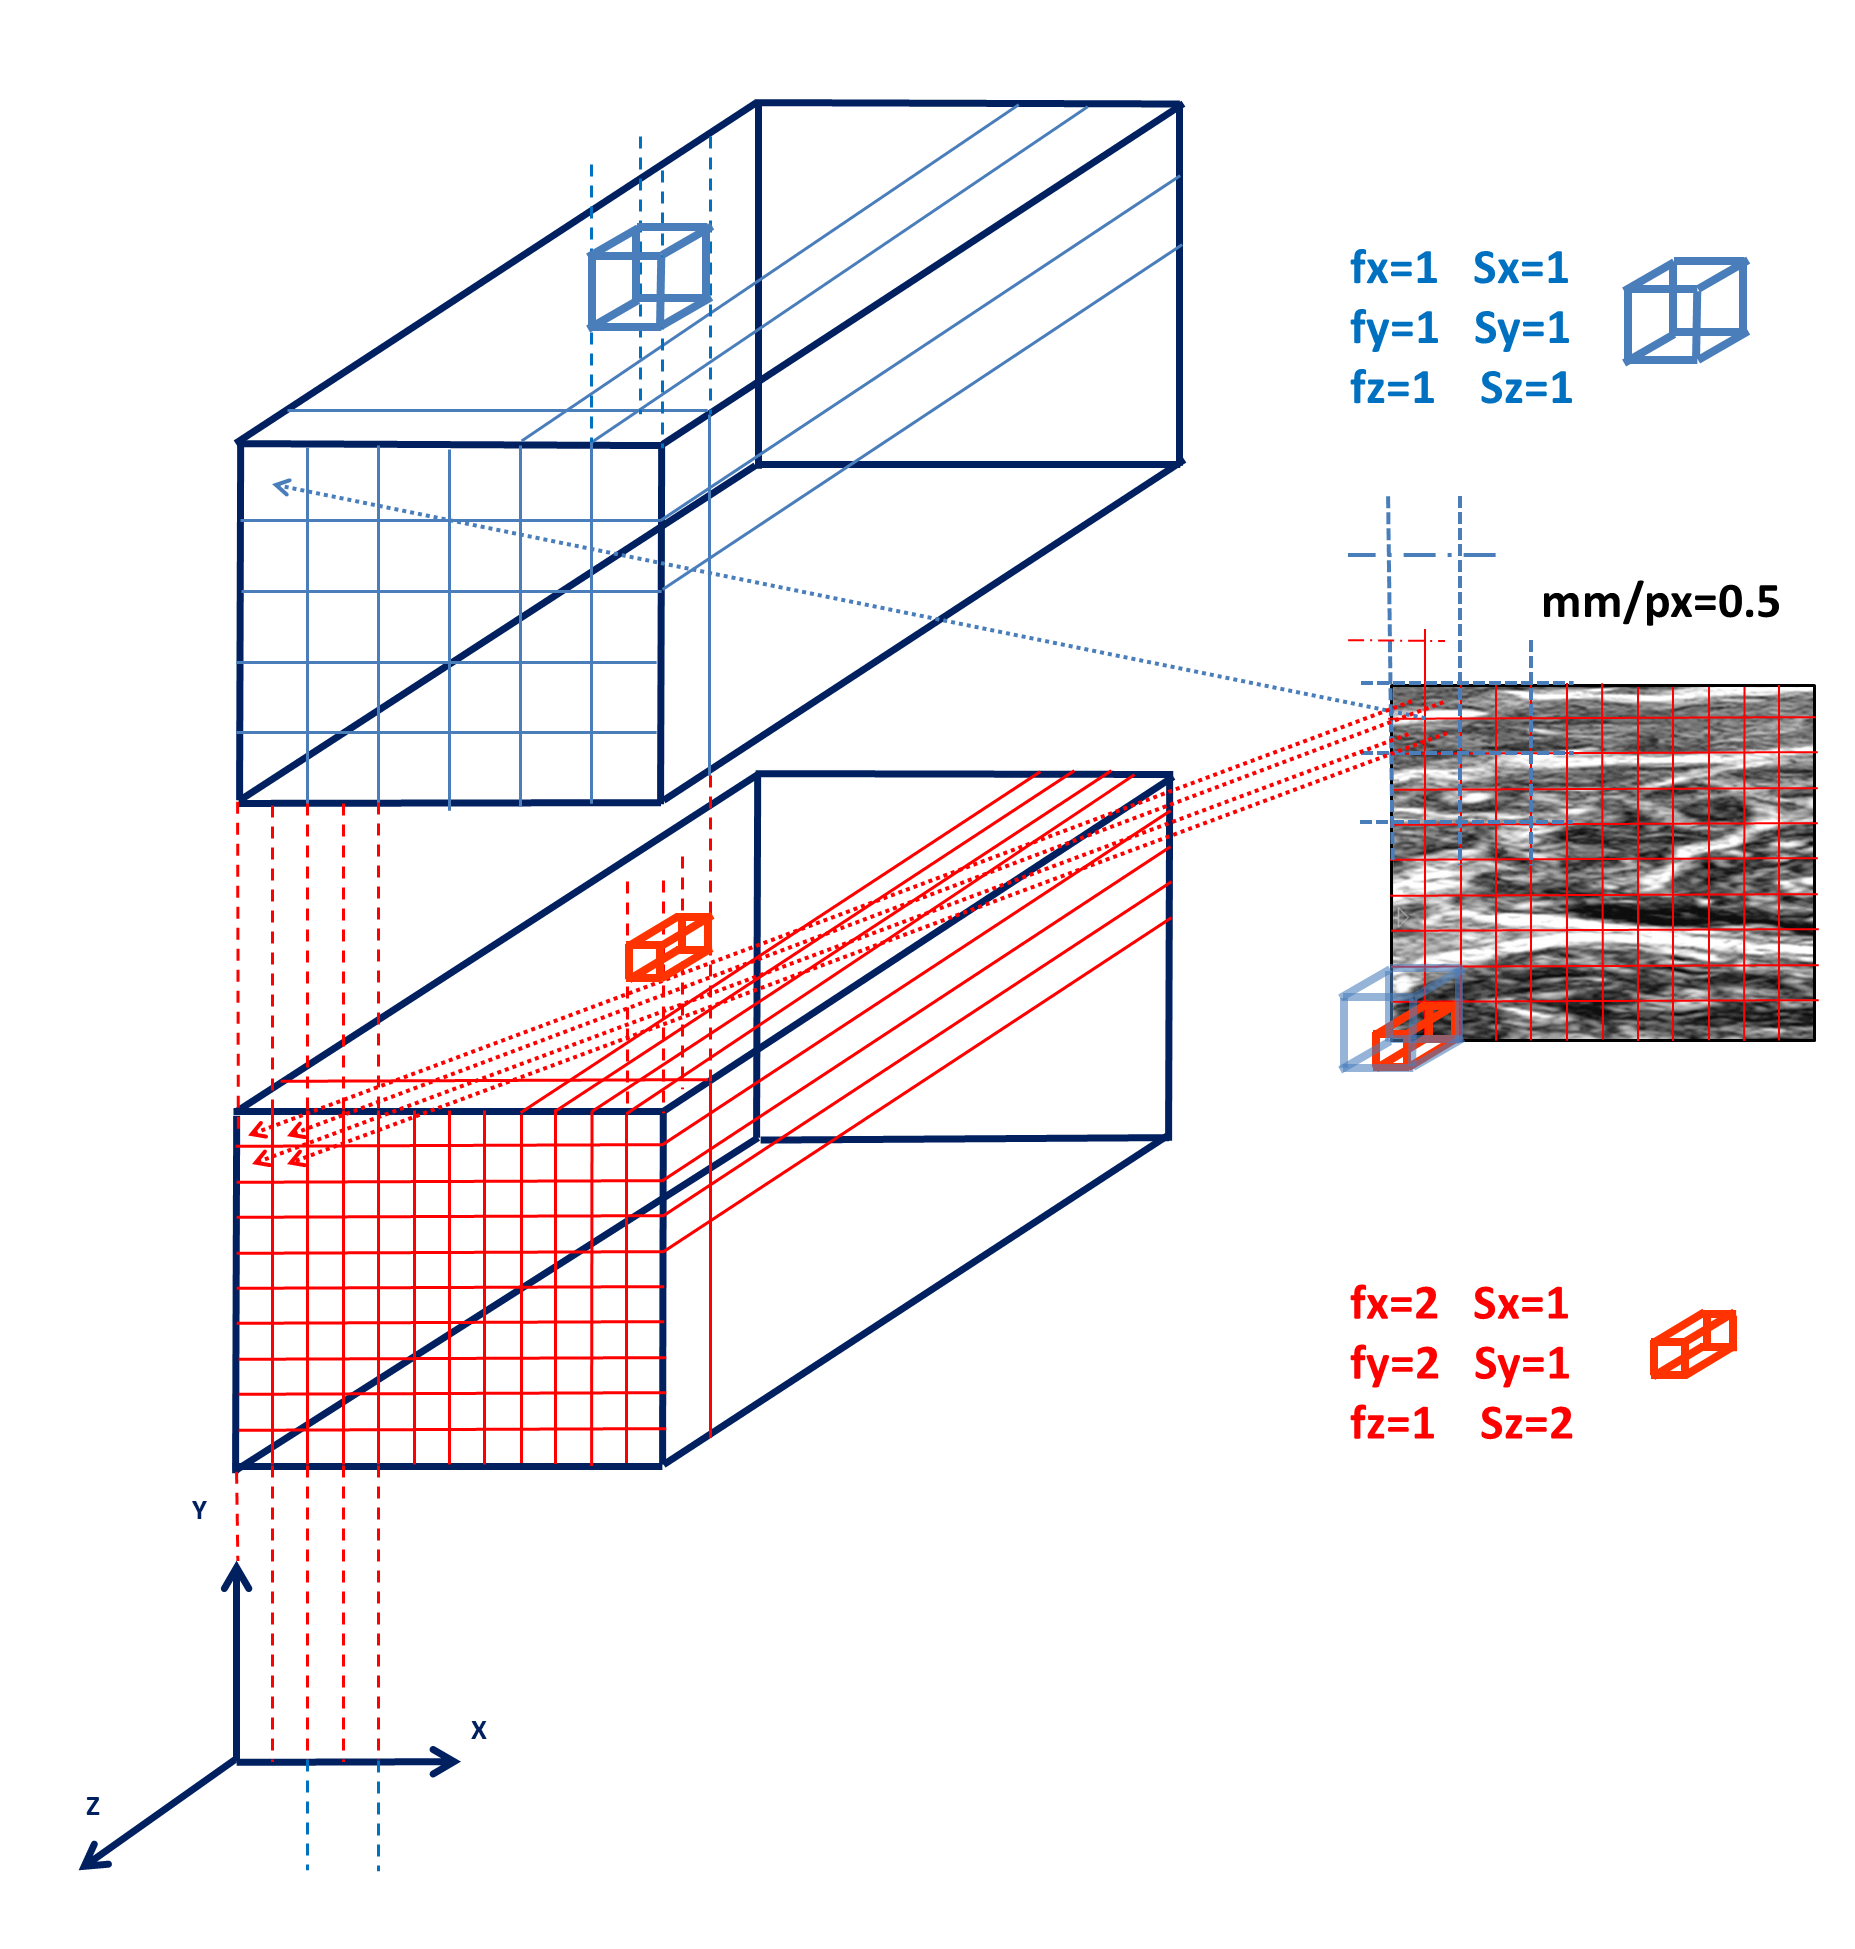 fx=1 Sx=1
fy=1 Sy=1
fz=1 Sz=1
mm/px=0.5
fx=2 Sx=1
fy=2 Sy=1
fz=1 Sz=2
Y
X
Z